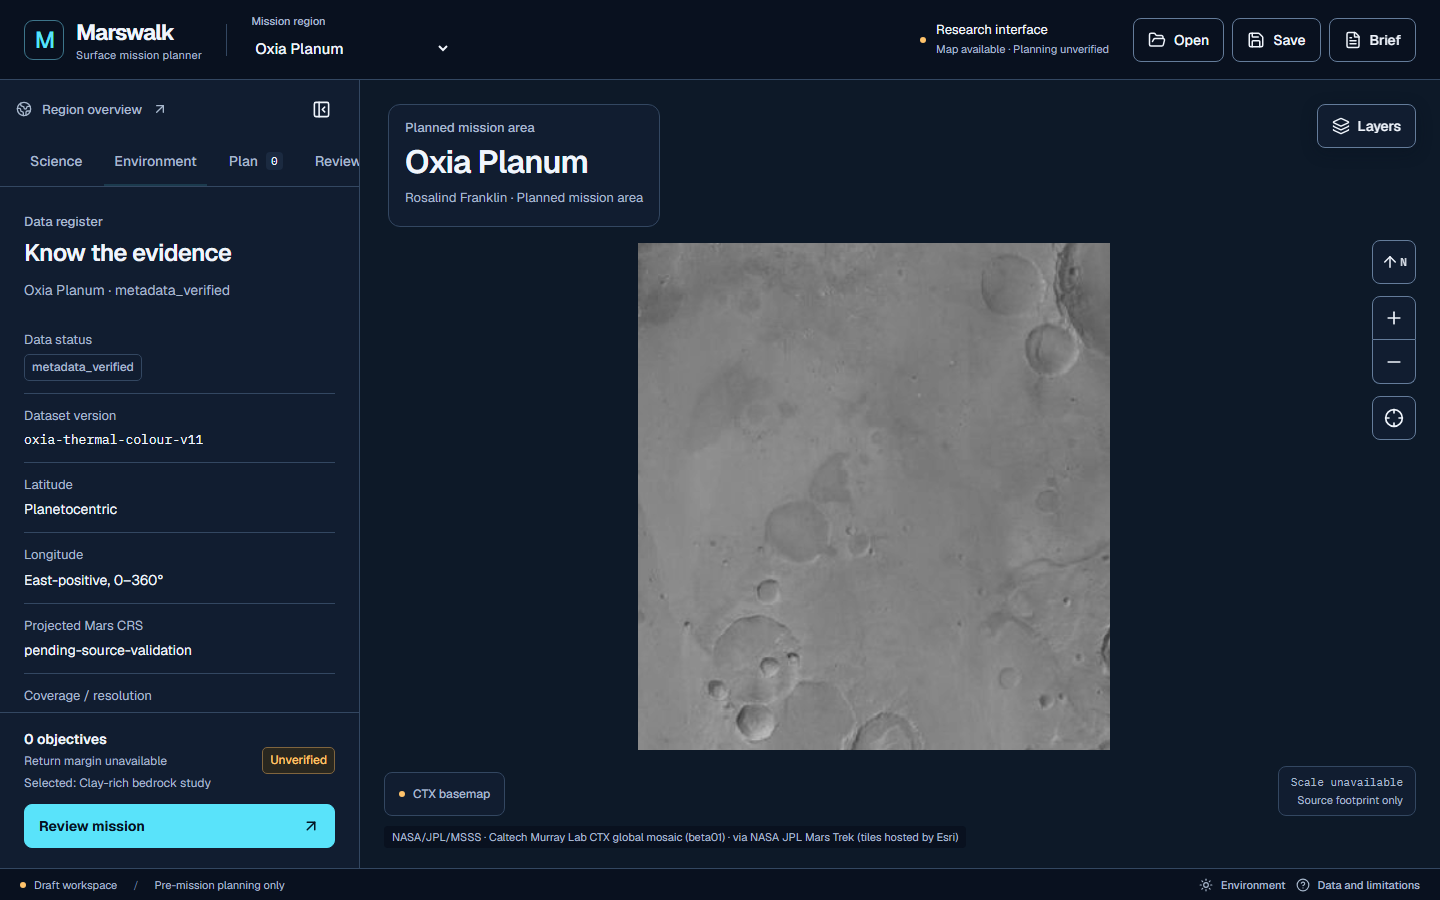 M
Marswalk
Surface mission planner
Mission region
Oxia Planum
Research interface
Map available · Planning unverified
Open
Save
Brief
Region overview
Science
Environment
Plan 0
Review
Data register
Know the evidence
Oxia Planum · metadata_verified
Data status
metadata_verified
Dataset version
oxia-thermal-colour-v11
Latitude
Planetocentric
Longitude
East-positive, 0–360°
Projected Mars CRS
pending-source-validation
Coverage / resolution
0 objectives
Return margin unavailable
Selected: Clay-rich bedrock study
Unverified
Review mission
Planned mission area
Oxia Planum
Rosalind Franklin · Planned mission area
Layers
N
CTX basemap
Scale unavailable
Source footprint only
NASA/JPL/MSSS · Caltech Murray Lab CTX global mosaic (beta01) · via NASA JPL Mars Trek (tiles hosted by Esri)
Draft workspace / Pre-mission planning only
Environment
Data and limitations